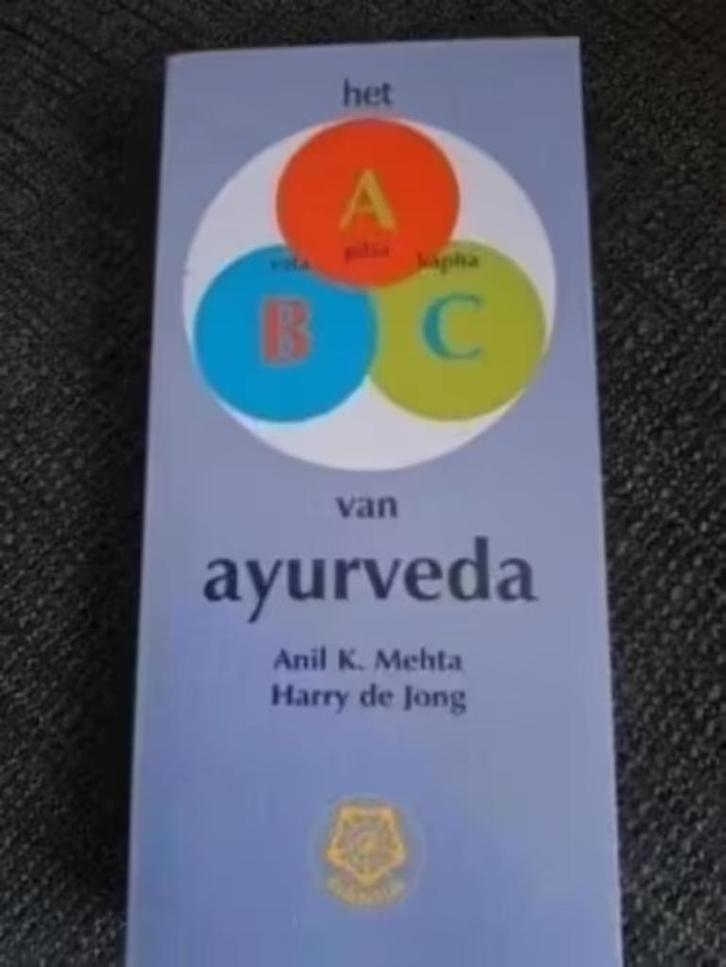 het
A
pitta
vata kapha
B C
van
ayurveda
Anil K. Mehta
Harry de Jong